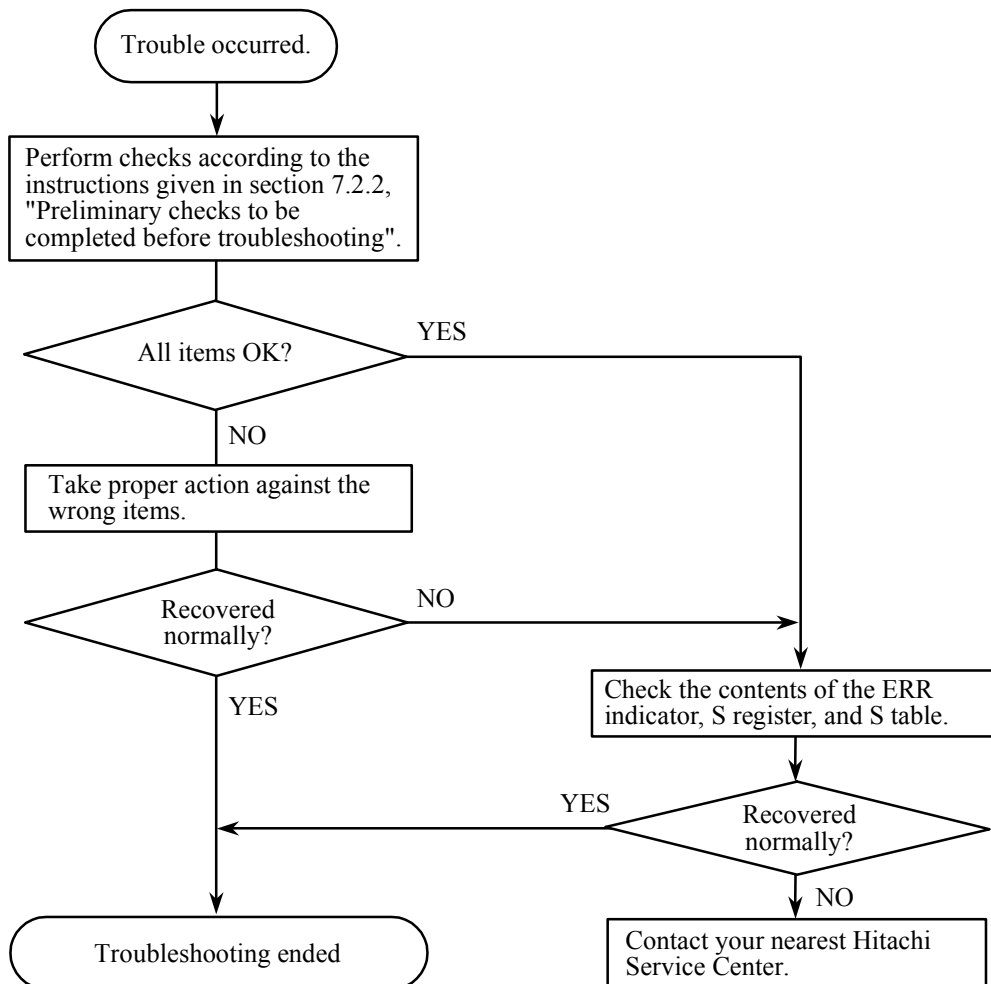 Trouble occurred.
Perform checks according to the
instructions given in section 7.2.2,
"Preliminary checks to be
completed before troubleshooting".
All items OK?
YES
NO
Take proper action against the
wrong items.
Recovered
normally?
NO
YES
Check the contents of the ERR
indicator, S register, and S table.
YES
Recovered
normally?
NO
Troubleshooting ended
Contact your nearest Hitachi
Service Center.